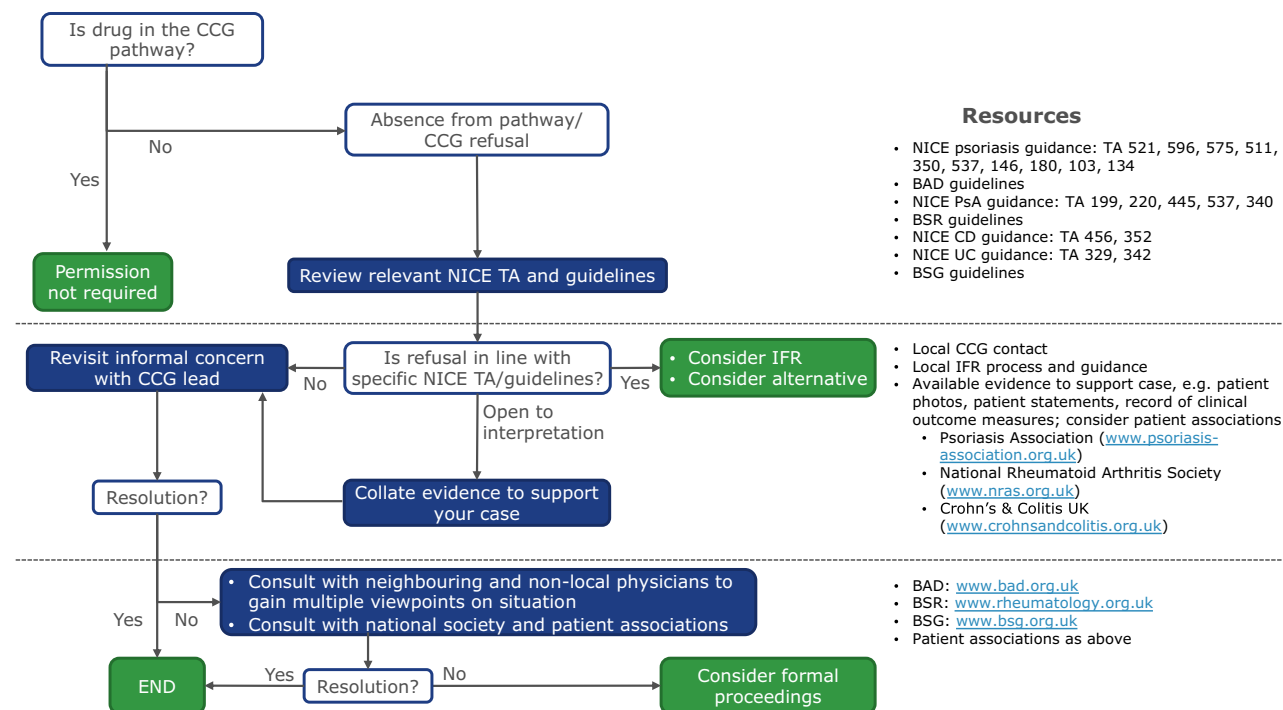 Is drug in the CCG
pathway?
No
Yes
Absence from pathway/
CCG refusal
Permission
not required
Review relevant NICE TA and guidelines
Resources
• NICE psoriasis guidance: TA 521, 596, 575, 511,
350, 537, 146, 180, 103, 134
• BAD guidelines
• NICE PsA guidance: TA 199, 220, 445, 537, 340
• BSR guidelines
• NICE CD guidance: TA 456, 352
• NICE UC guidance: TA 329, 342
• BSG guidelines
Revisit informal concern
with CCG lead
No
Is refusal in line with
specific NICE TA/guidelines?
Yes
• Consider IFR
• Consider alternative
Open to
interpretation
Resolution?
Collate evidence to support
your case
• Local CCG contact
• Local IFR process and guidance
• Available evidence to support case, e.g. patient
photos, patient statements, record of clinical
outcome measures; consider patient associations
• Psoriasis Association (www.psoriasis-
association.org.uk)
• National Rheumatoid Arthritis Society
(www.nras.org.uk)
• Crohn's & Colitis UK
(www.crohnsandcolitis.org.uk)
Yes
No
• Consult with neighbouring and non-local physicians to
gain multiple viewpoints on situation
• Consult with national society and patient associations
END
Yes
Resolution?
No
Consider formal
proceedings
• BAD: www.bad.org.uk
• BSR: www.rheumatology.org.uk
• BSG: www.bsg.org.uk
• Patient associations as above